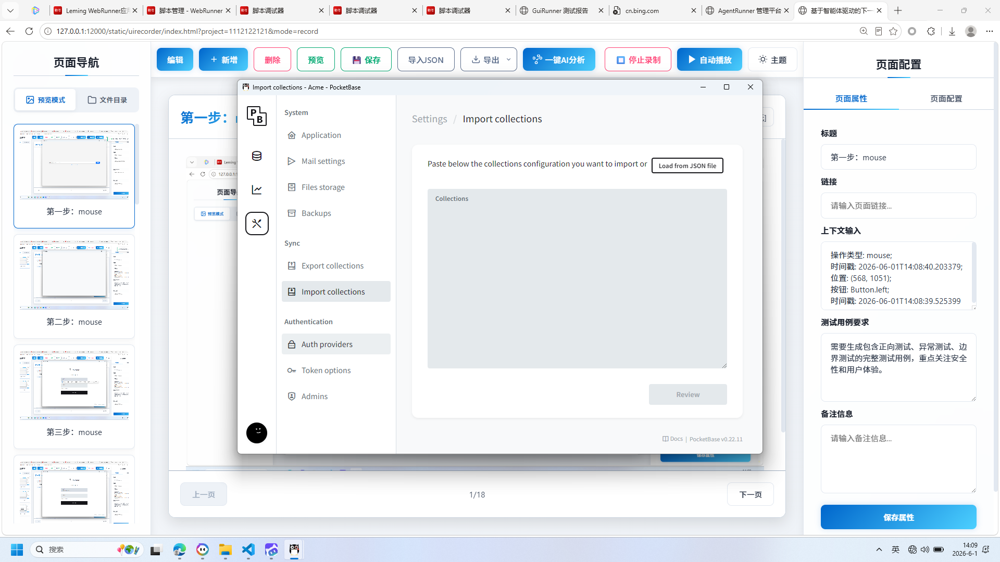 Leming WebRunner应用
脚本管理 - WebRunner
脚本调试器
脚本调试器
脚本调试器
GuiRunner 测试报告
cn.bing.com
AgentRunner 管理平台
基于智能体驱动的下一
127.0.0.1:12000/static/uirecorder/index.html?project=1112122121&mode=record
页面导航
预览模式
文件目录
第一步：mouse
第二步：mouse
第三步：mouse
编辑
新增
删除
预览
保存
导入JSON
导出
一键AI分析
停止录制
自动播放
主题
第一步：
Import collections - Acme - PocketBase
System
Application
Mail settings
Files storage
Backups
Sync
Export collections
Import collections
Authentication
Auth providers
Token options
Admins
Settings / Import collections
Paste below the collections configuration you want to import or
Load from JSON file
Collections
Review
Docs | PocketBase v0.22.11
上一页
1/18
下一页
页面配置
页面属性
页面配置
标题
第一步：mouse
链接
请输入页面链接...
上下文输入
操作类型: mouse;
时间戳: 2026-06-01T14:08:40.203379;
位置: (568, 1051);
按钮: Button.left;
时间戳: 2026-06-01T14:08:39.525399
测试用例要求
需要生成包含正向测试、异常测试、边
界测试的完整测试用例，重点关注安全
性和用户体验。
备注信息
请输入备注信息...
保存属性
搜索
英
14:09
2026-6-1